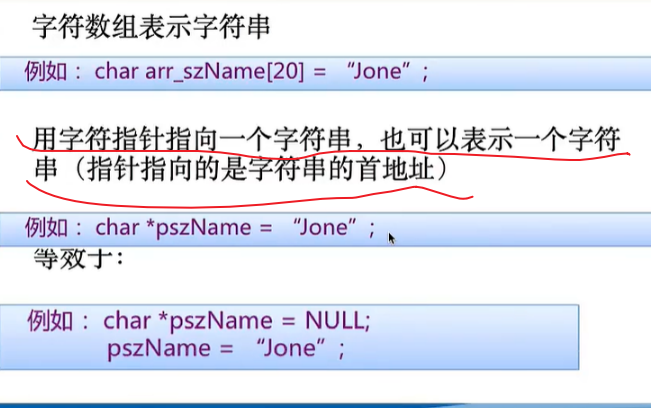 字符数组表示字符串
例如： char arr_szName[20] = “Jone”;
用字符指针指向一个字符串，也可以表示一个字符
串（指针指向的是字符串的首地址）
例如： char *pszName = “Jone”;
等效于：
例如： char *pszName = NULL;
pszName = “Jone”;